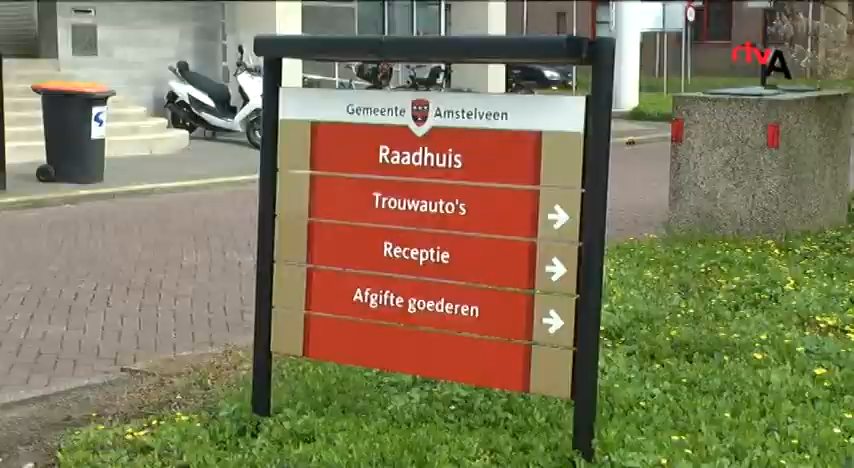 rtvA
Gemeente Amstelveen
Raadhuis
Trouwauto's
Receptie
Afgifte goederen